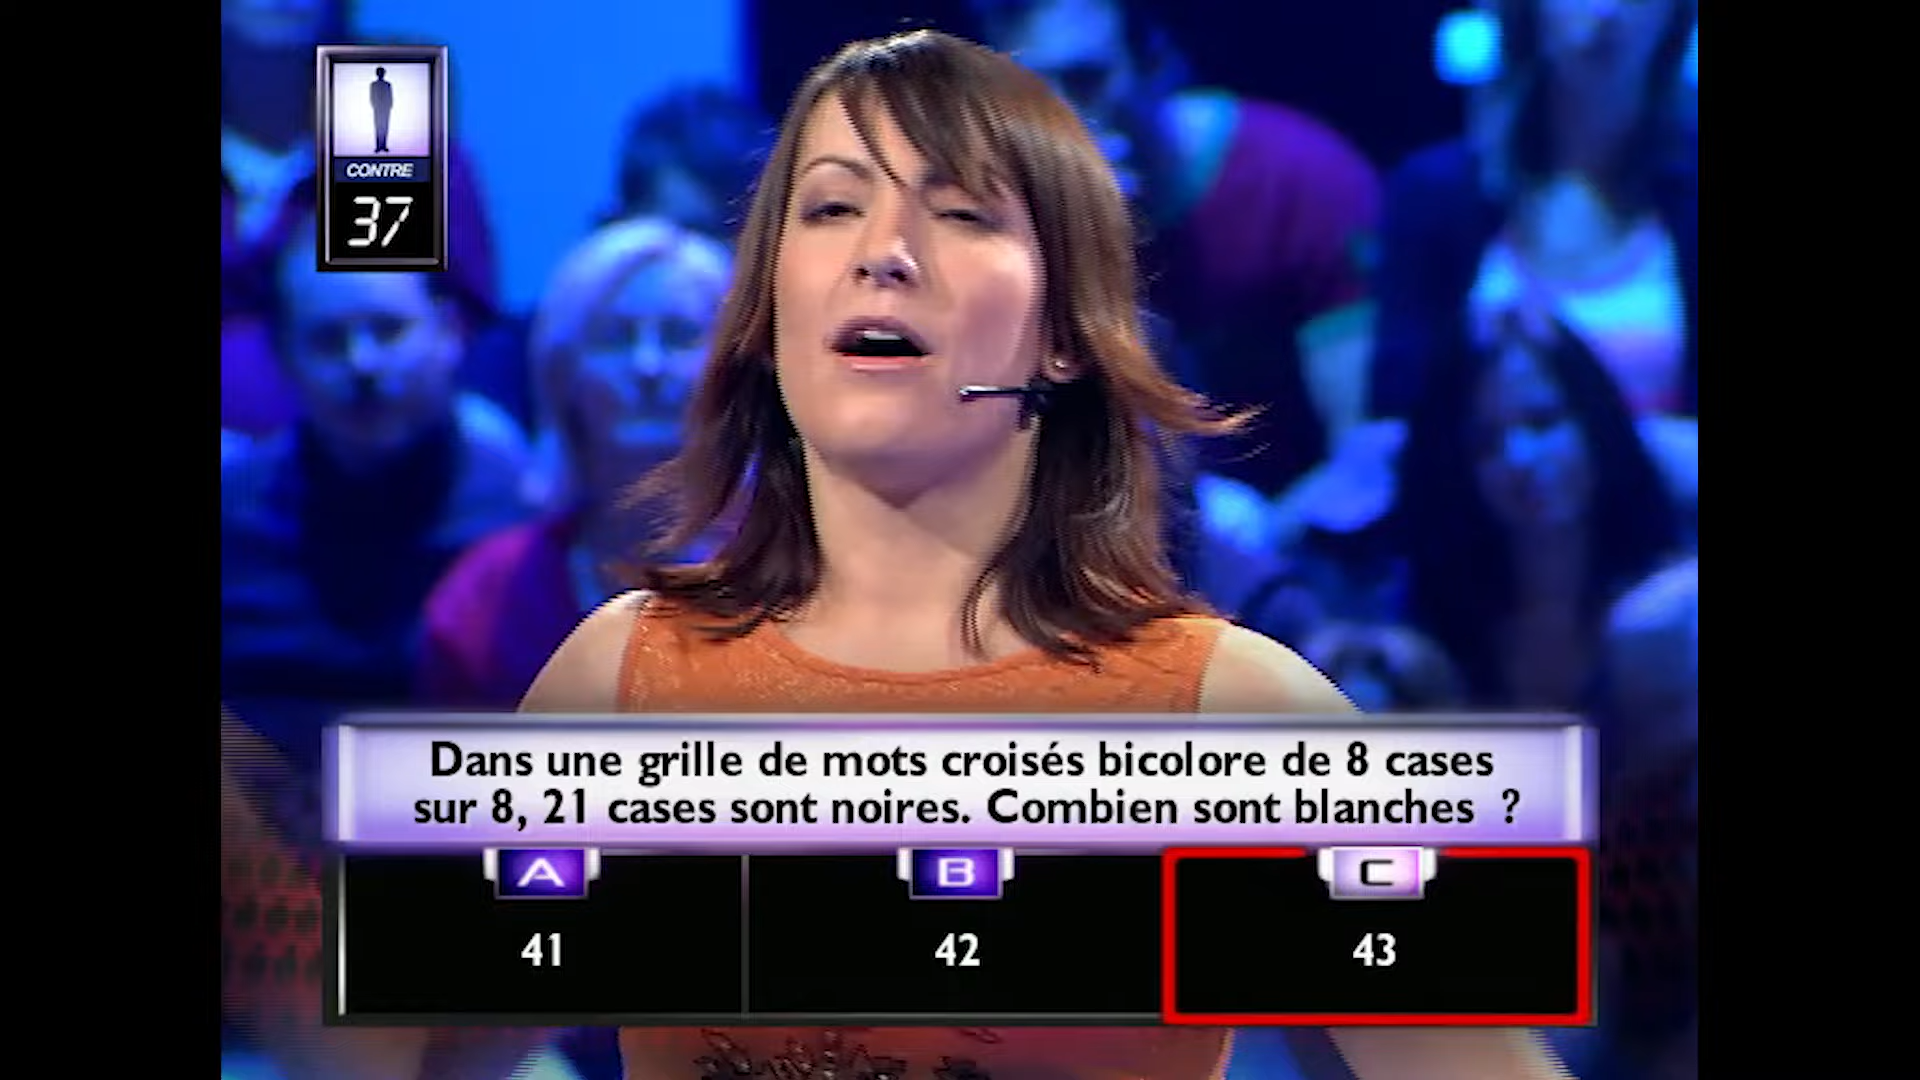 CONTRE
37
Dans une grille de mots croisés bicolore de 8 cases
sur 8, 21 cases sont noires. Combien sont blanches ?
A
B
C
41
42
43